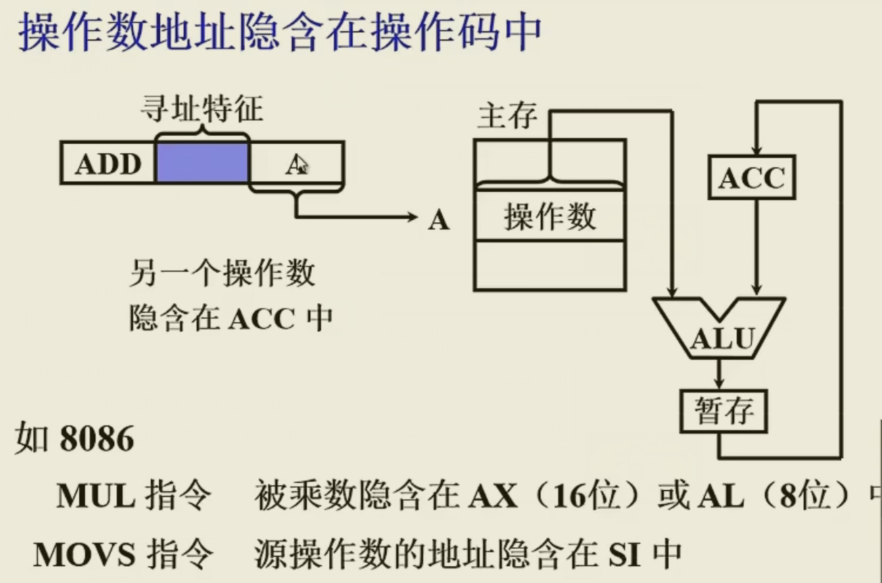 操作数地址隐含在操作码中
寻址特征
ADD
A
A
另一个操作数
隐含在 ACC 中
主存
操作数
ACC
ALU
暂存
如 8086
MUL 指令 被乘数隐含在 AX（16位）或 AL（8位）中
MOVS 指令 源操作数的地址隐含在 SI 中